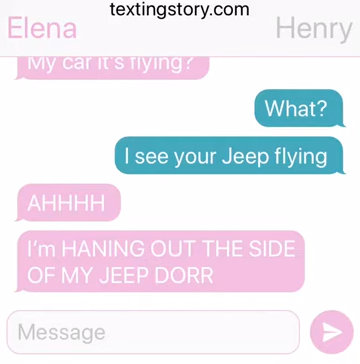 textingstory.com
Elena
Henry
My car it's flying?
What?
I see your Jeep flying
AHHHH
I'm HANING OUT THE SIDE
OF MY JEEP DORR
Message